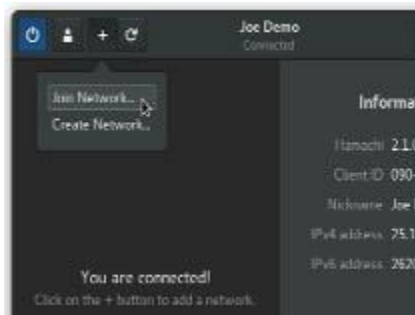 Joe Demo
Connected
Join Network...
Create Network...
Informa
Hamachi 2.1.0
Client ID 090-
Nickname Joe
IPv4 address 25.1
IPv6 address 2620
You are connected!
Click on the + button to add a network.